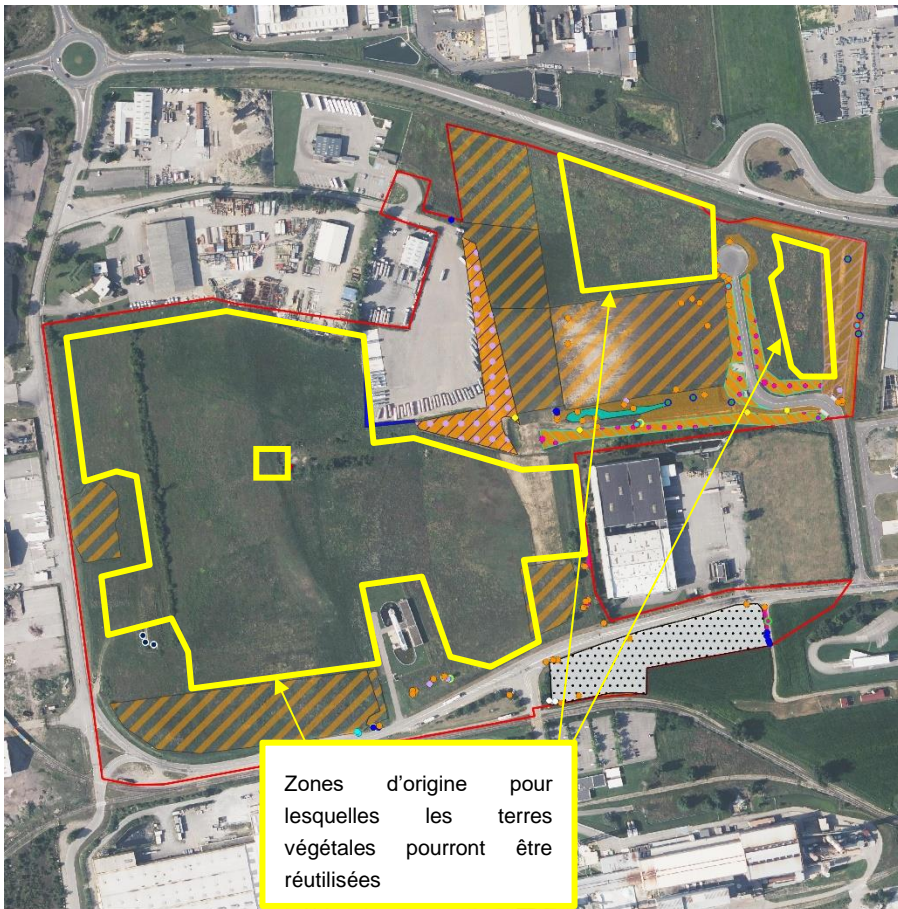 Zones d'origine pour
lesquelles les terres
végétales pourront être
réutilisées